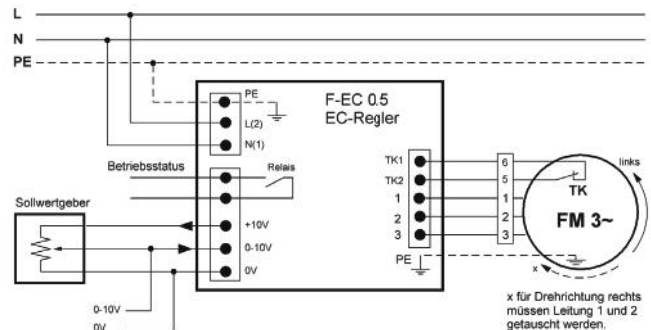 L
N
PE
PE
L(2)
N(1)
F-EC 0.5
EC-Regler
Betriebsstatus
Relais
Sollwertgeber
+10V
0-10V
0V
TK1
TK2
1
2
3
PE
6
5
1
2
3
TK
FM 3~
links
x
0-10V
0V
x für Drehrichtung rechts
müssen Leitung 1 und 2
getauscht werden.